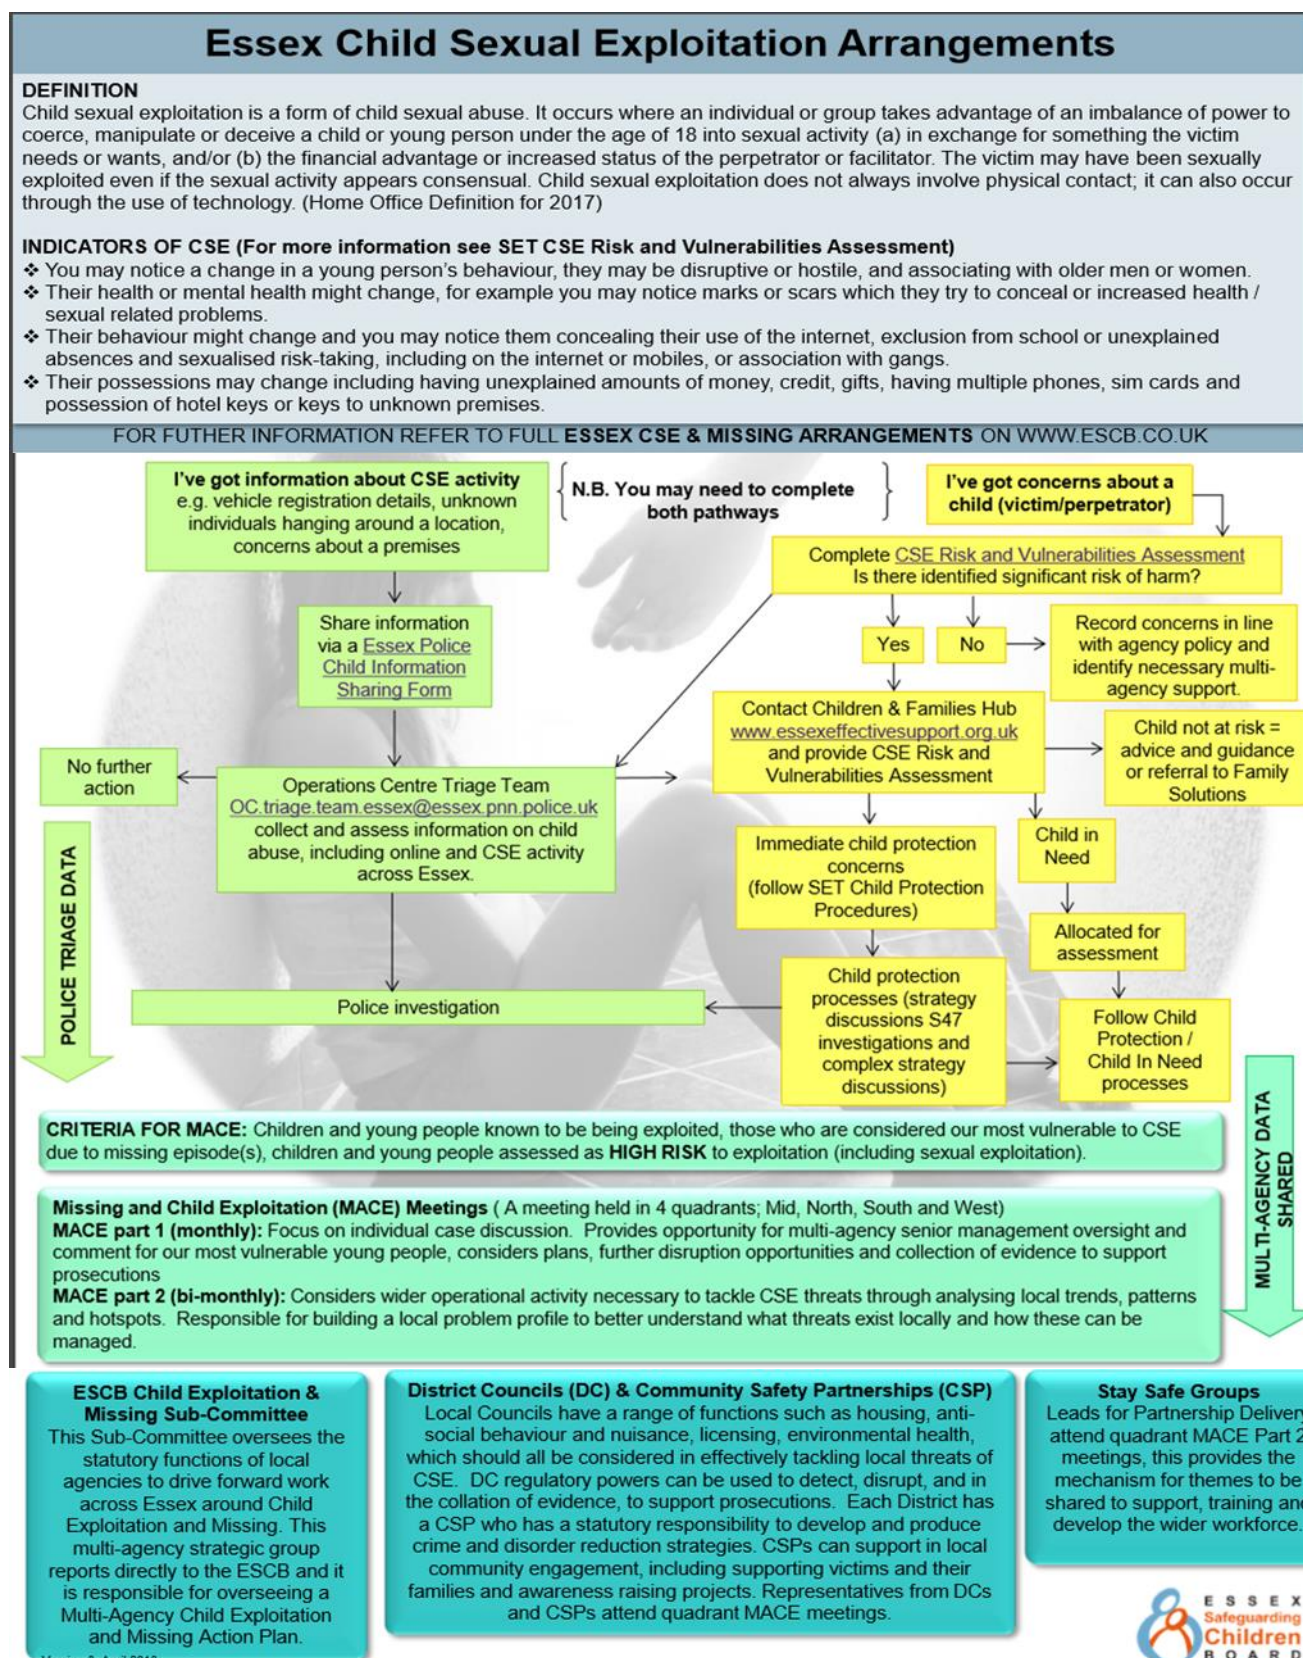 Essex Child Sexual Exploitation Arrangements
DEFINITION
Child sexual exploitation is a form of child sexual abuse. It occurs where an individual or group takes advantage of an imbalance of power to
coerce, manipulate or deceive a child or young person under the age of 18 into sexual activity (a) in exchange for something the victim
needs or wants, and/or (b) the financial advantage or increased status of the perpetrator or facilitator. The victim may have been sexually
exploited even if the sexual activity appears consensual. Child sexual exploitation does not always involve physical contact; it can also occur
through the use of technology. (Home Office Definition for 2017)
INDICATORS OF CSE (For more information see SET CSE Risk and Vulnerabilities Assessment)
❖ You may notice a change in a young person's behaviour, they may be disruptive or hostile, and associating with older men or women.
❖ Their health or mental health might change, for example you may notice marks or scars which they try to conceal or increased health /
sexual related problems.
❖ Their behaviour might change and you may notice them concealing their use of the internet, exclusion from school or unexplained
absences and sexualised risk-taking, including on the internet or mobiles, or association with gangs.
❖ Their possessions may change including having unexplained amounts of money, credit, gifts, having multiple phones, sim cards and
possession of hotel keys or keys to unknown premises.
FOR FUTHER INFORMATION REFER TO FULL ESSEX CSE & MISSING ARRANGEMENTS ON WWW.ESCB.CO.UK
I've got information about CSE activity
e.g. vehicle registration details, unknown
individuals hanging around a location,
concerns about a premises
N.B. You may need to complete
both pathways
I've got concerns about a
child (victim/perpetrator)
Complete CSE Risk and Vulnerabilities Assessment
Is there identified significant risk of harm?
Share information
via a Essex Police
Child Information
Sharing Form
Yes
No
Record concerns in line
with agency policy and
identify necessary multi-
agency support.
Contact Children & Families Hub
www.essexeffectivesupport.org.uk
and provide CSE Risk and
Vulnerabilities Assessment
Child not at risk =
advice and guidance
or referral to Family
Solutions
No further
action
Operations Centre Triage Team
OC.triage.team.essex@essex.pnn.police.uk
collect and assess information on child
abuse, including online and CSE activity
across Essex.
Immediate child protection
concerns
(follow SET Child Protection
Procedures)
Child in
Need
Allocated for
assessment
POLICE TRIAGE DATA
Police investigation
Child protection
processes (strategy
discussions S47
investigations and
complex strategy
discussions)
Follow Child
Protection /
Child In Need
processes
MULTI-AGENCY DATA
SHARED
CRITERIA FOR MACE: Children and young people known to be being exploited, those who are considered our most vulnerable to CSE
due to missing episode(s), children and young people assessed as HIGH RISK to exploitation (including sexual exploitation).
Missing and Child Exploitation (MACE) Meetings ( A meeting held in 4 quadrants; Mid, North, South and West)
MACE part 1 (monthly): Focus on individual case discussion. Provides opportunity for multi-agency senior management oversight and
comment for our most vulnerable young people, considers plans, further disruption opportunities and collection of evidence to support
prosecutions
MACE part 2 (bi-monthly): Considers wider operational activity necessary to tackle CSE threats through analysing local trends, patterns
and hotspots. Responsible for building a local problem profile to better understand what threats exist locally and how these can be
managed.
ESCB Child Exploitation &
Missing Sub-Committee
This Sub-Committee oversees the
statutory functions of local
agencies to drive forward work
across Essex around Child
Exploitation and Missing. This
multi-agency strategic group
reports directly to the ESCB and it
is responsible for overseeing a
Multi-Agency Child Exploitation
and Missing Action Plan.
District Councils (DC) & Community Safety Partnerships (CSP)
Local Councils have a range of functions such as housing, anti-
social behaviour and nuisance, licensing, environmental health,
which should all be considered in effectively tackling local threats of
CSE. DC regulatory powers can be used to detect, disrupt, and in
the collation of evidence, to support prosecutions. Each District has
a CSP who has a statutory responsibility to develop and produce
crime and disorder reduction strategies. CSPs can support in local
community engagement, including supporting victims and their
families and awareness raising projects. Representatives from DCs
and CSPs attend quadrant MACE meetings.
Stay Safe Groups
Leads for Partnership Delivery
attend quadrant MACE Part 2
meetings, this provides the
mechanism for themes to be
shared to support, training and
develop the wider workforce.
ESSEX
Safeguarding
Children
BOARD